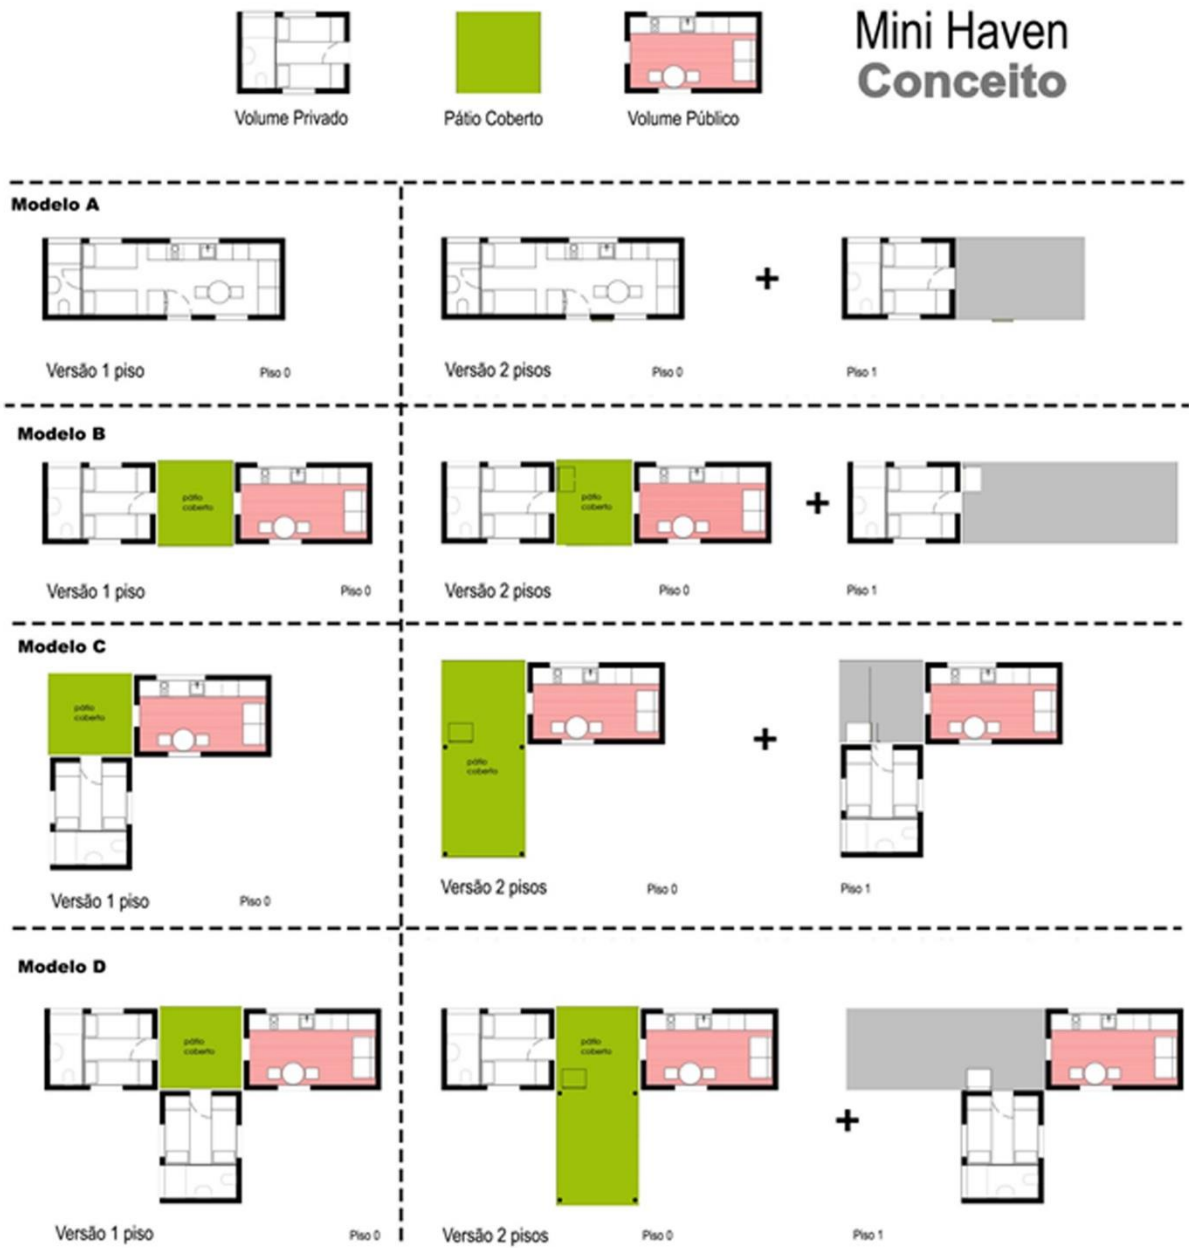 Mini Haven
Conceito
Volume Privado
Pátio Coberto
Volume Público
Modelo A
Versão 1 piso
Piso 0
Versão 2 pisos
Piso 0
+
Piso 1
Modelo B
pátio
coberto
Versão 1 piso
Piso 0
pátio
coberto
Versão 2 pisos
Piso 0
+
Piso 1
Modelo C
pátio
coberto
Versão 1 piso
Piso 0
pátio
coberto
Versão 2 pisos
Piso 0
+
Piso 1
Modelo D
pátio
coberto
Versão 1 piso
Piso 0
pátio
coberto
Versão 2 pisos
Piso 0
+
Piso 1